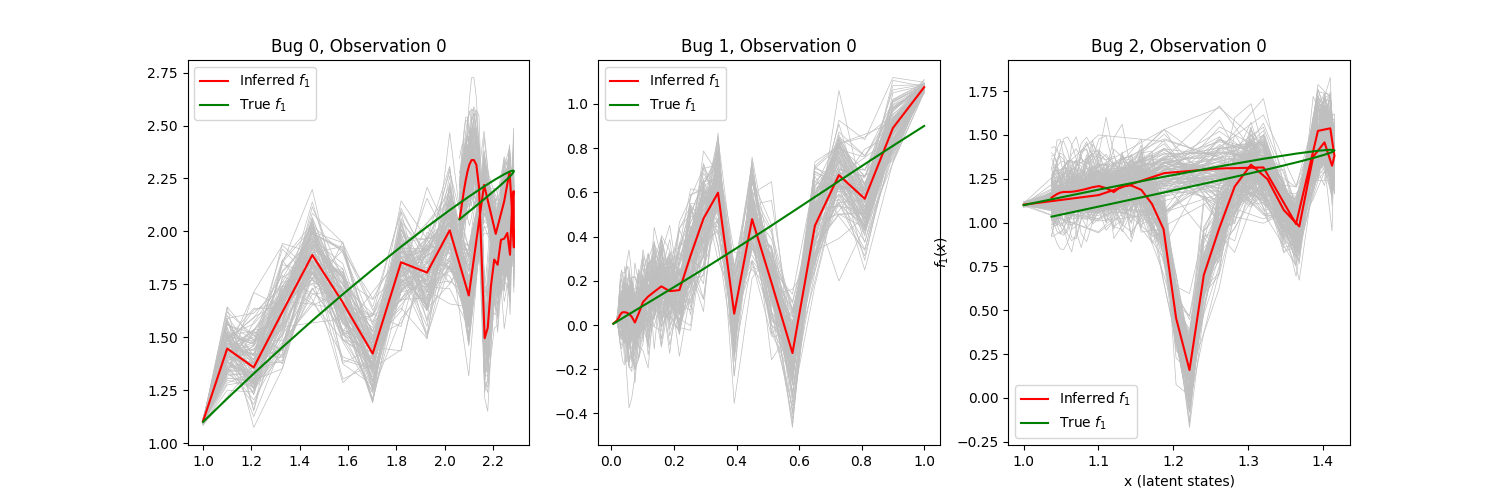 Bug 0, Observation 0
Inferred f₁
True f₁
2.75
2.50
2.25
2.00
1.75
1.50
1.25
1.00
1.0 1.2 1.4 1.6 1.8 2.0 2.2
Bug 1, Observation 0
Inferred f₁
True f₁
1.0
0.8
0.6
0.4
0.2
0.0
−0.2
−0.4
0.0 0.2 0.4 0.6 0.8 1.0
Bug 2, Observation 0
f₁(x)
1.75
1.50
1.25
1.00
0.75
0.50
0.25
0.00
−0.25
Inferred f₁
True f₁
1.0 1.1 1.2 1.3 1.4
x (latent states)